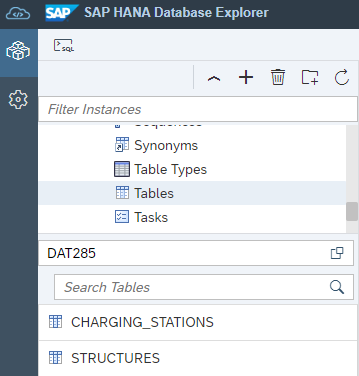 SAP SAP HANA Database Explorer
SQL
Filter Instances
Sequences
Synonyms
Table Types
Tables
Tasks
DAT285
Search Tables
CHARGING_STATIONS
STRUCTURES